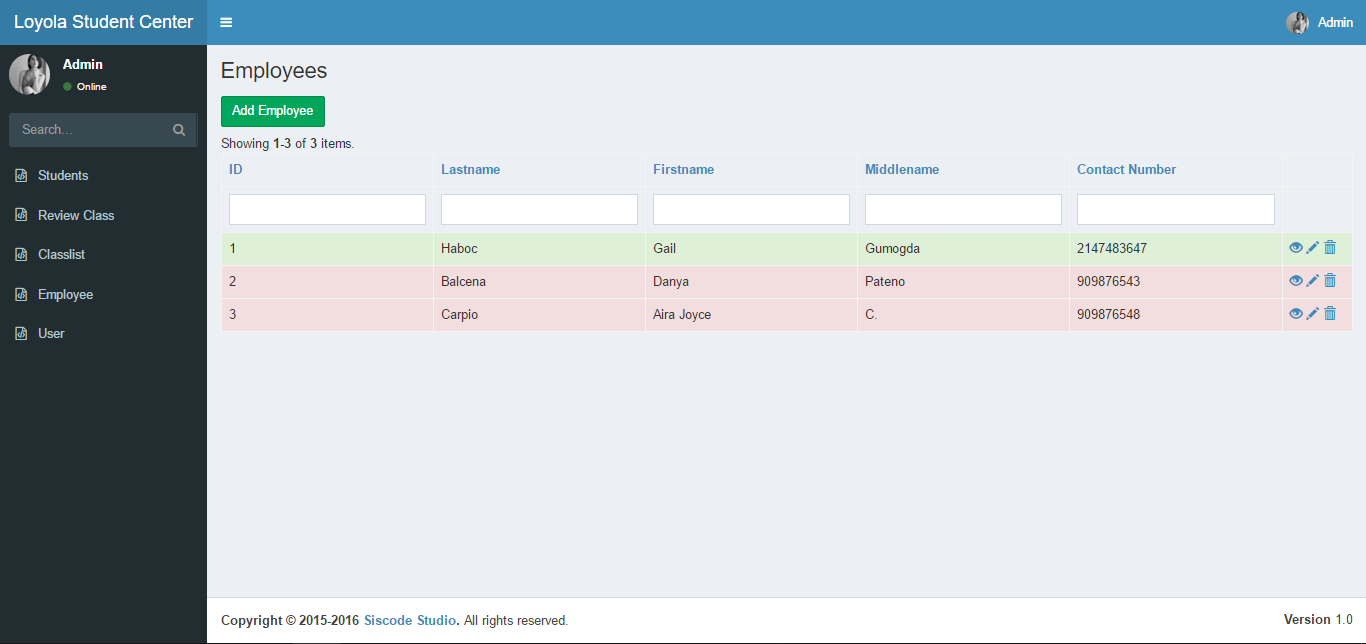 Loyola Student Center
Admin
Admin
Online
Search...
Students
Review Class
Classlist
Employee
User
Employees
Add Employee
Showing 1-3 of 3 items.
ID Lastname Firstname Middlename Contact Number
1 Haboc Gail Gumogda 2147483647
2 Balcena Danya Pateno 909876543
3 Carpio Aira Joyce C. 909876548
Copyright © 2015-2016 Siscode Studio. All rights reserved.
Version 1.0